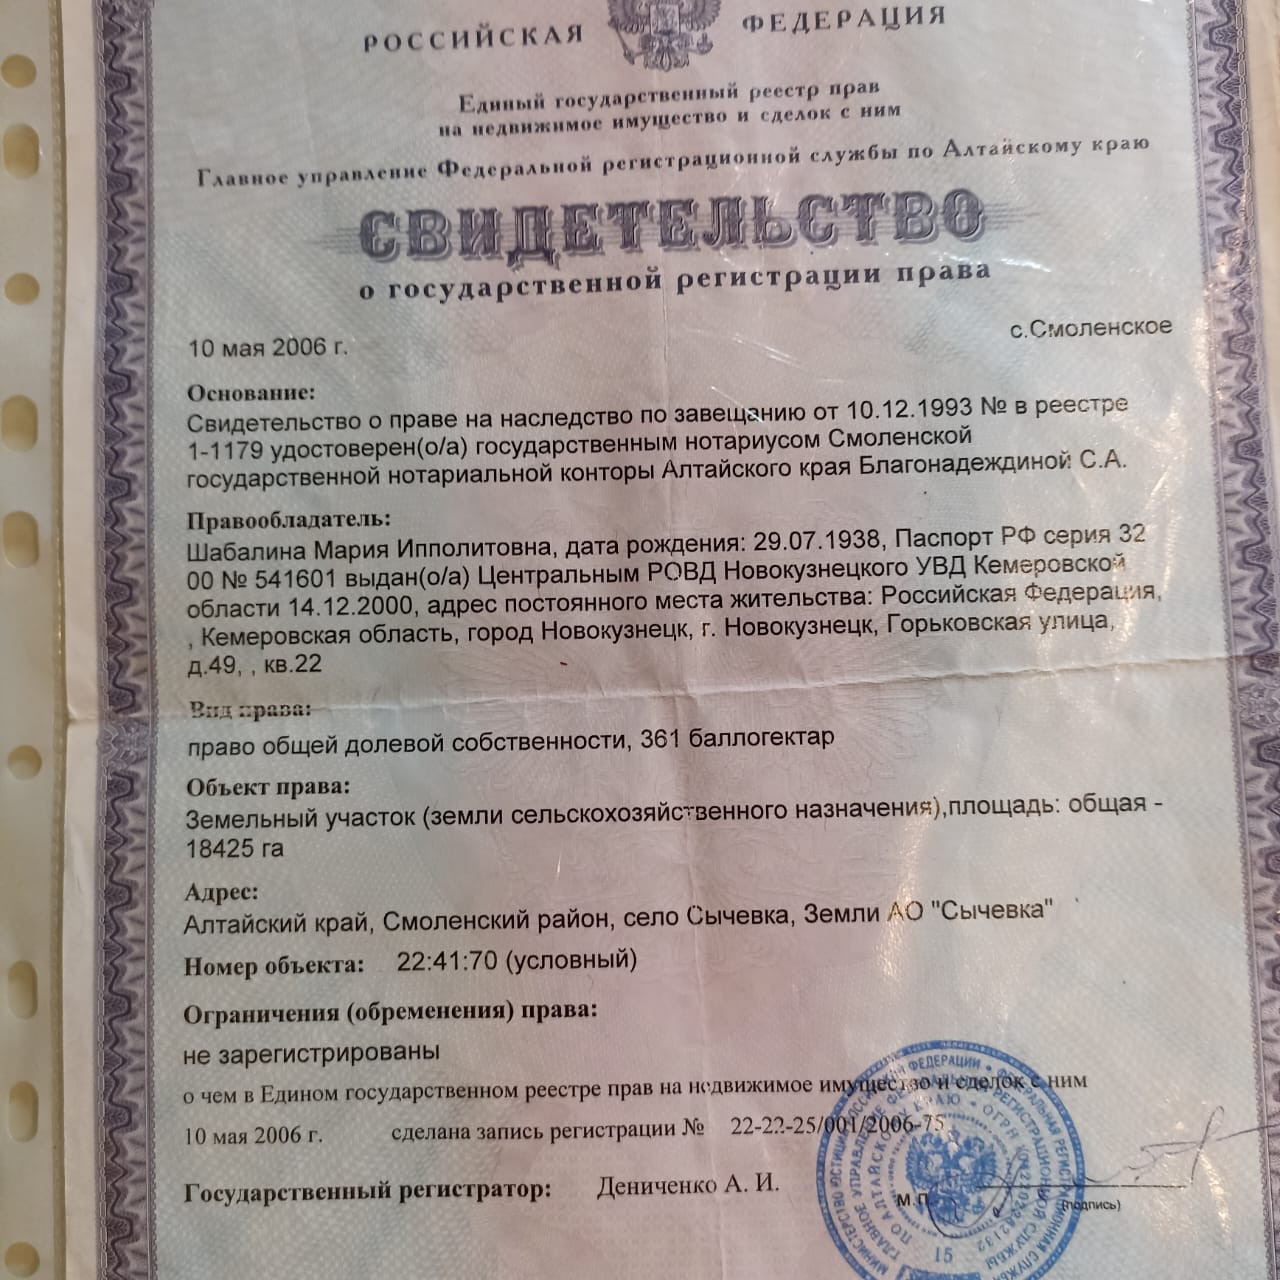 РОССИЙСКАЯ ФЕДЕРАЦИЯ
Единый государственный реестр прав
на недвижимое имущество и сделок с ним
Главное управление Федеральной регистрационной службы по Алтайскому краю
СВИДЕТЕЛЬСТВО
о государственной регистрации права
10 мая 2006 г. с.Смоленское
Основание:
Свидетельство о праве на наследство по завещанию от 10.12.1993 № в реестре
1-1179 удостоверен(о/а) государственным нотариусом Смоленской
государственной нотариальной конторы Алтайского края Благонадеждиной С.А.
Правообладатель:
Шабалина Мария Ипполитовна, дата рождения: 29.07.1938, Паспорт РФ серия 32
00 № 541601 выдан(о/а) Центральным РОВД Новокузнецкого УВД Кемеровской
области 14.12.2000, адрес постоянного места жительства: Российская Федерация,
, Кемеровская область, город Новокузнецк, г. Новокузнецк, Горьковская улица,
д.49, , кв.22
Вид права:
право общей долевой собственности, 361 баллогектар
Объект права:
Земельный участок (земли сельскохозяйственного назначения),площадь: общая -
18425 га
Адрес:
Алтайский край, Смоленский район, село Сычевка, Земли АО "Сычевка"
Номер объекта: 22:41:70 (условный)
Ограничения (обременения) права:
не зарегистрированы
о чем в Едином государственном реестре прав на недвижимое имущество и сделок с ним
10 мая 2006 г. сделана запись регистрации № 22-22-25/001/2006-75
Государственный регистратор: Дениченко А. И.
М.П.
(подпись)
15